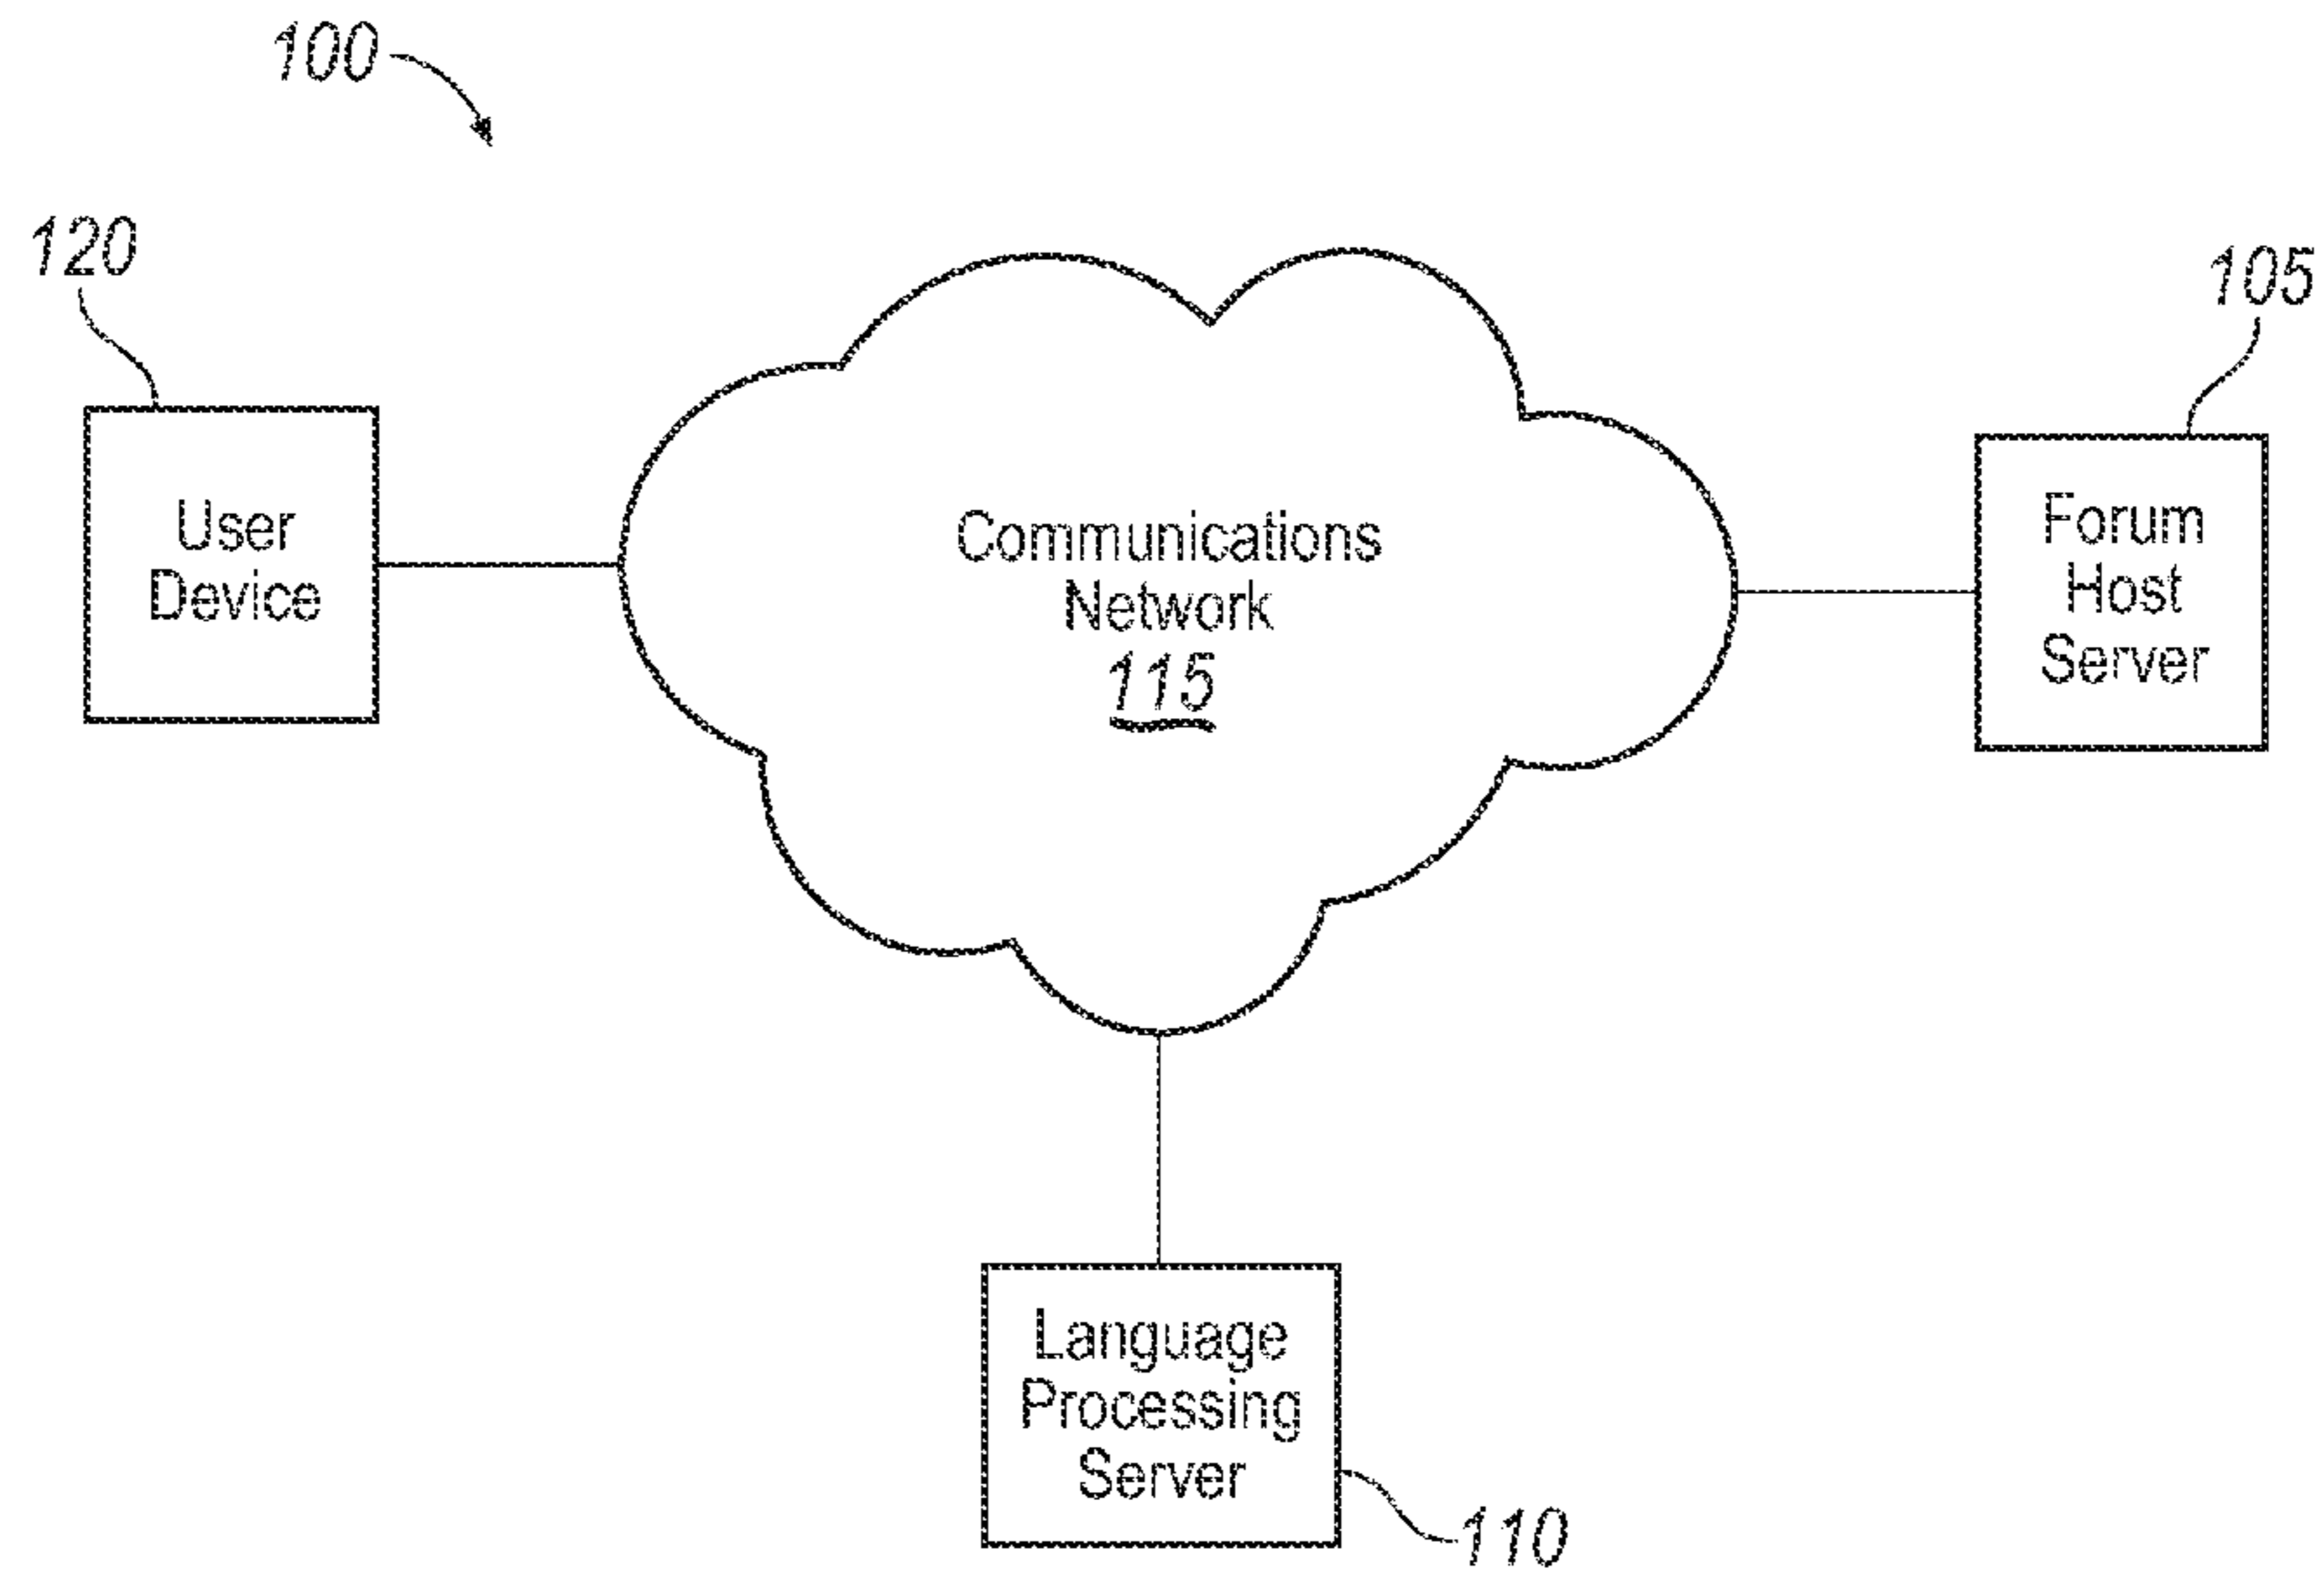 100
120
105
User
Device
Communications
Network
115
Forum
Host
Server
Language
Processing
Server
110